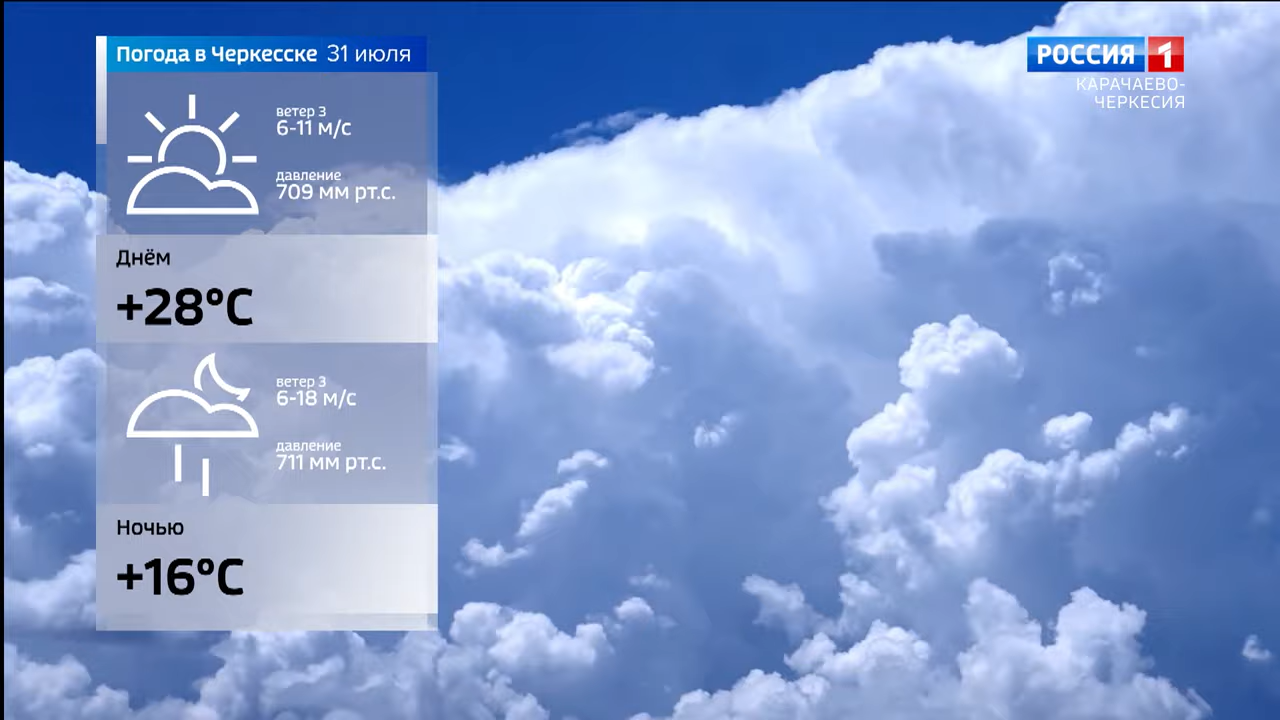 Погода в Черкесске 31 июля
ветер З
6-11 м/с
давление
709 мм рт.с.
Днём
+28°C
ветер З
6-18 м/с
давление
711 мм рт.с.
Ночью
+16°C
РОССИЯ 1
КАРАЧАЕВО-
ЧЕРКЕСИЯ